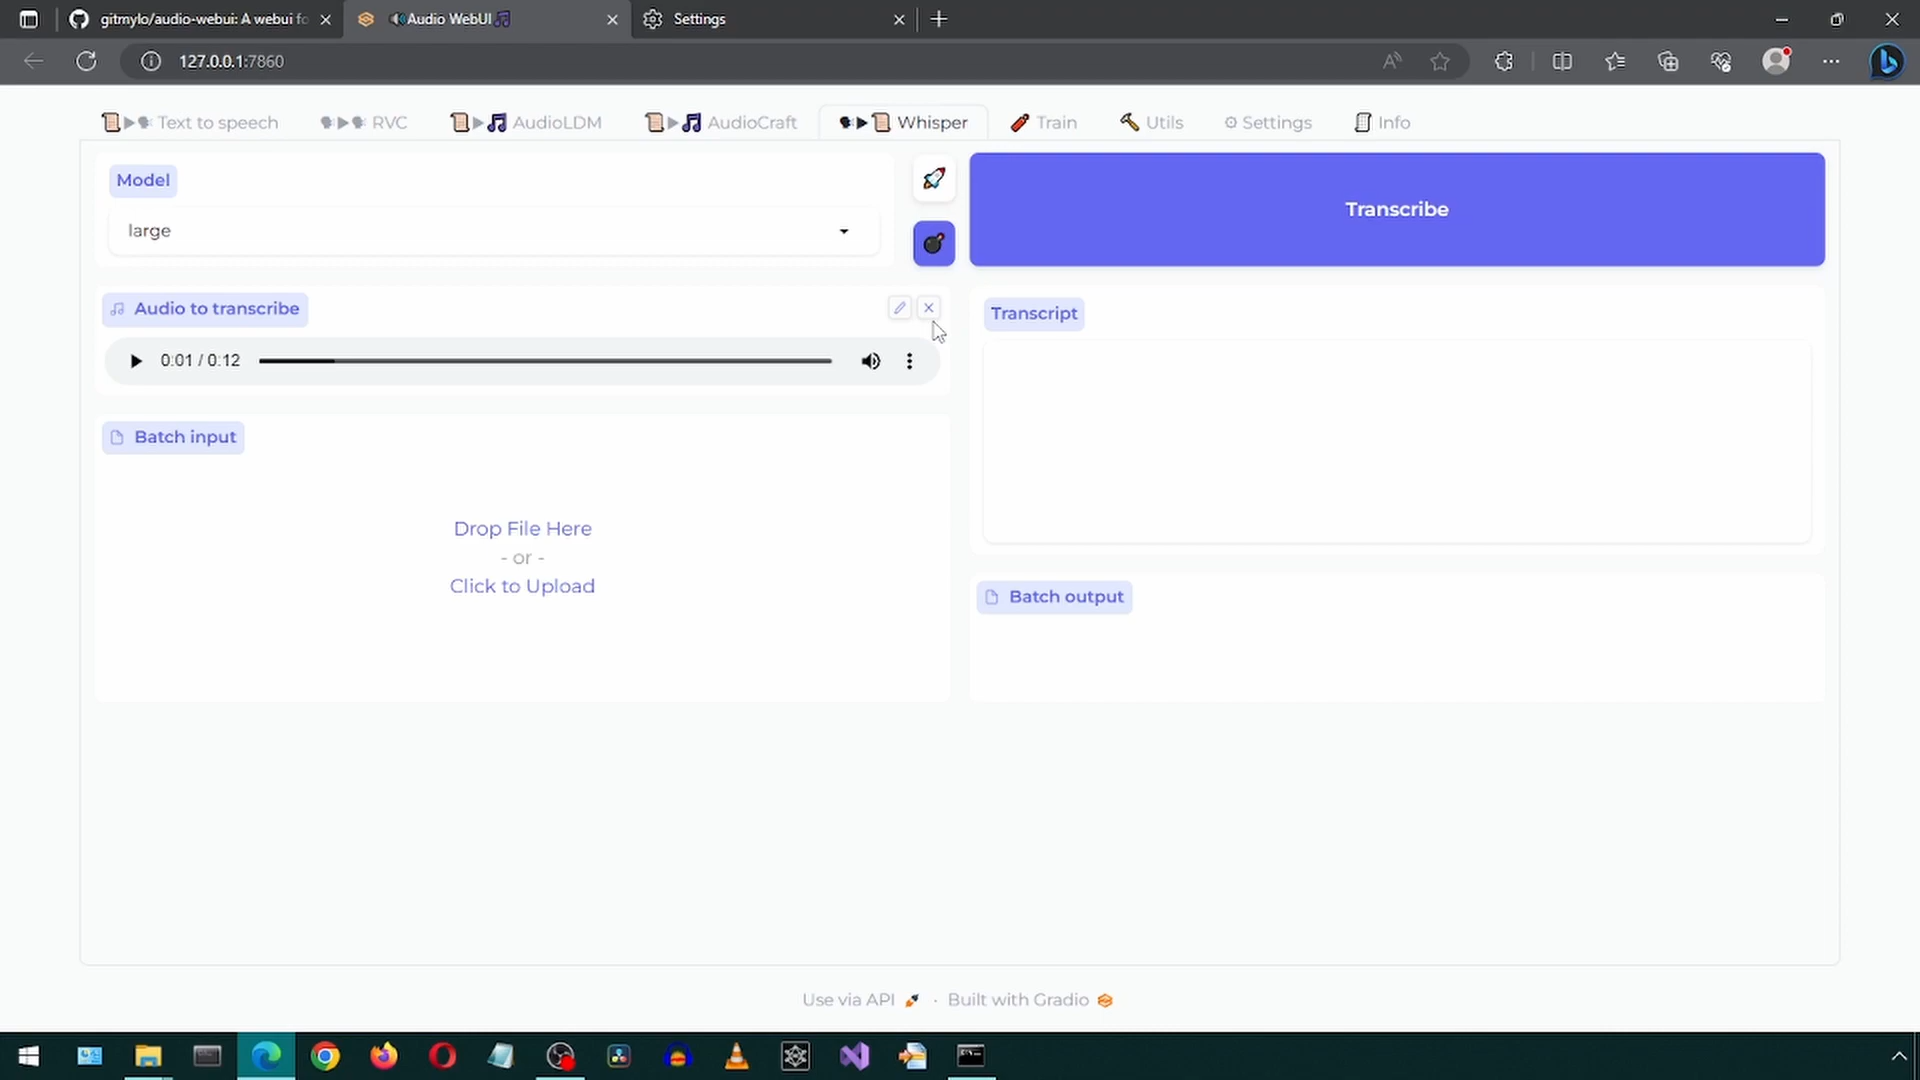 gitmylo/audio-webui: A webui fo
Audio WebUI
Settings
127.0.0.1:7860
Text to speech
RVC
AudioLDM
AudioCraft
Whisper
Train
Utils
Settings
Info
Model
large
Transcribe
Audio to transcribe
0:01 / 0:12
Transcript
Batch input
Drop File Here
- or -
Click to Upload
Batch output
Use via API · Built with Gradio